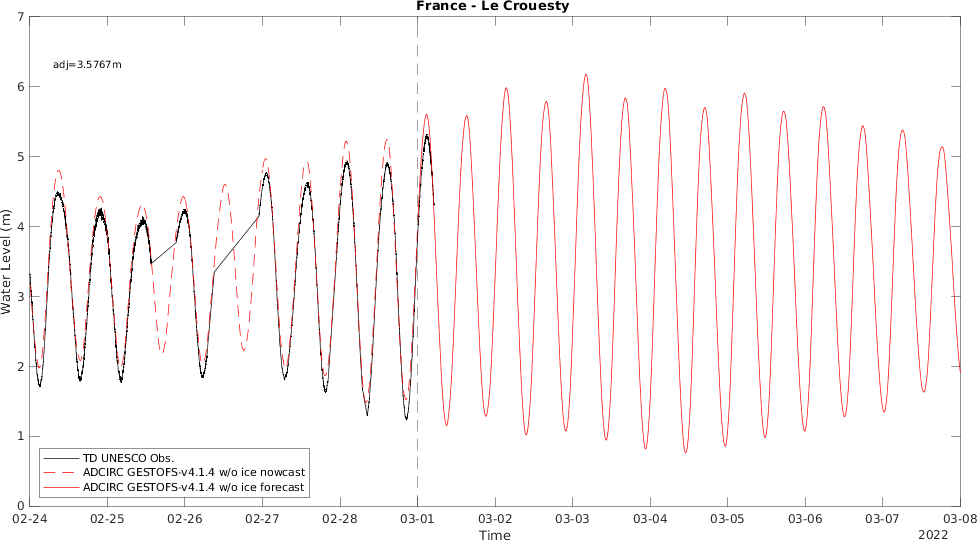 France - Le Crouesty
adj=3.5767m
7
6
5
4
3
2
1
0
Water Level (m)
TD UNESCO Obs.
ADCIRC GESTOFS-v4.1.4 w/o ice nowcast
ADCIRC GESTOFS-v4.1.4 w/o ice forecast
02-24 02-25 02-26 02-27 02-28 03-01 03-02 03-03 03-04 03-05 03-06 03-07 03-08
Time
2022